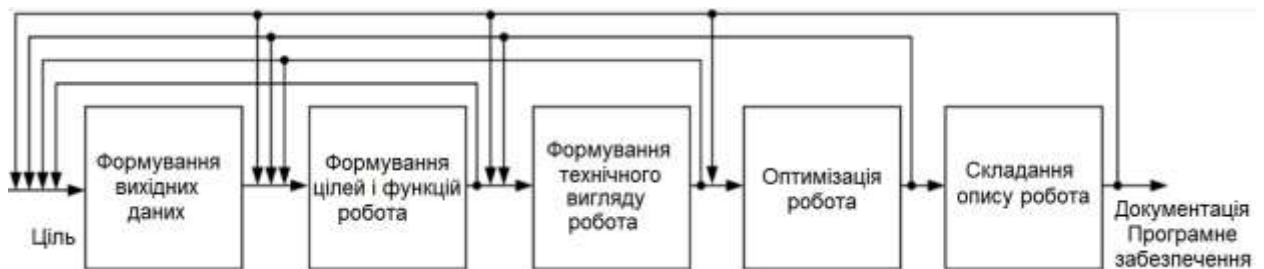 Ціль
Формування
вихідних
даних
Формування
цілей і функцій
робота
Формування
технічного
вигляду
робота
Оптимізація
робота
Складання
опису робота
Документація
Програмне
забезпечення